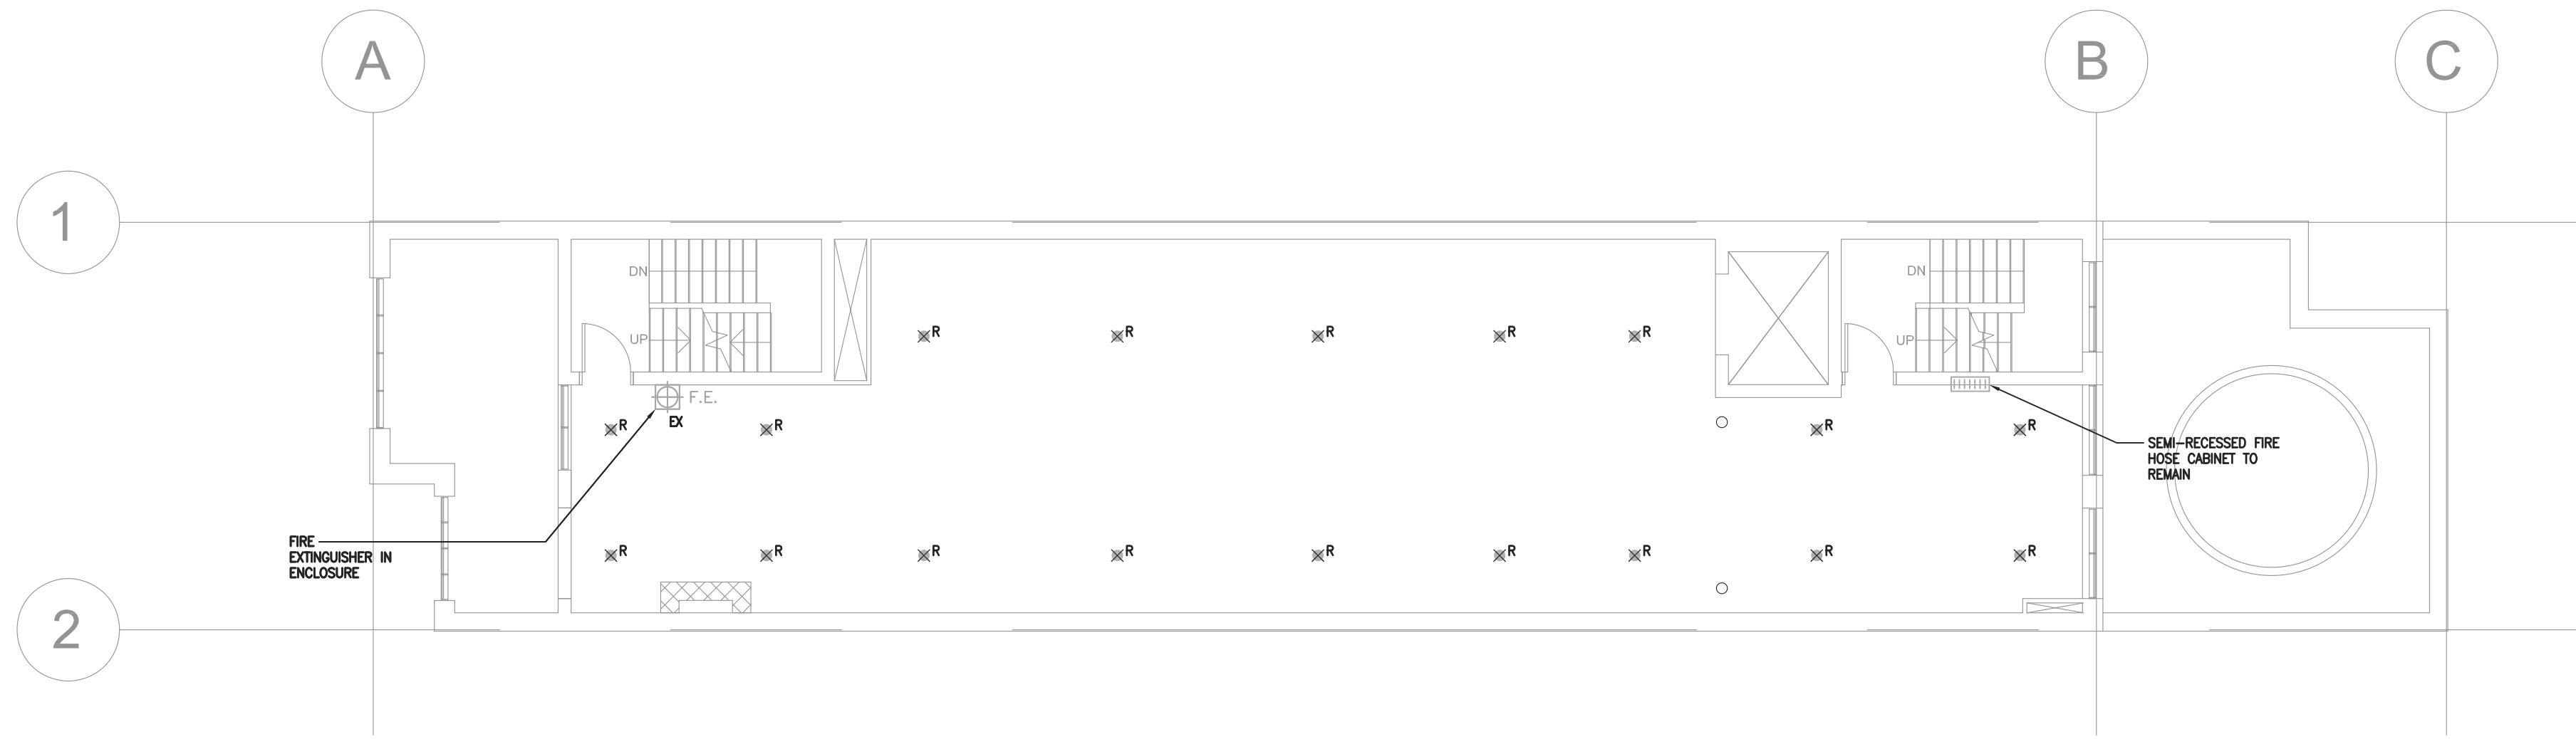 A
B
C
1
DN
DN
UP
R
R
R
R
R
UP
F.E.
EX
R
R
R
R
SEMI-RECESSED FIRE
HOSE CABINET TO
REMAIN
FIRE
EXTINGUISHER IN
ENCLOSURE
R
R
R
R
R
R
R
R
R
2